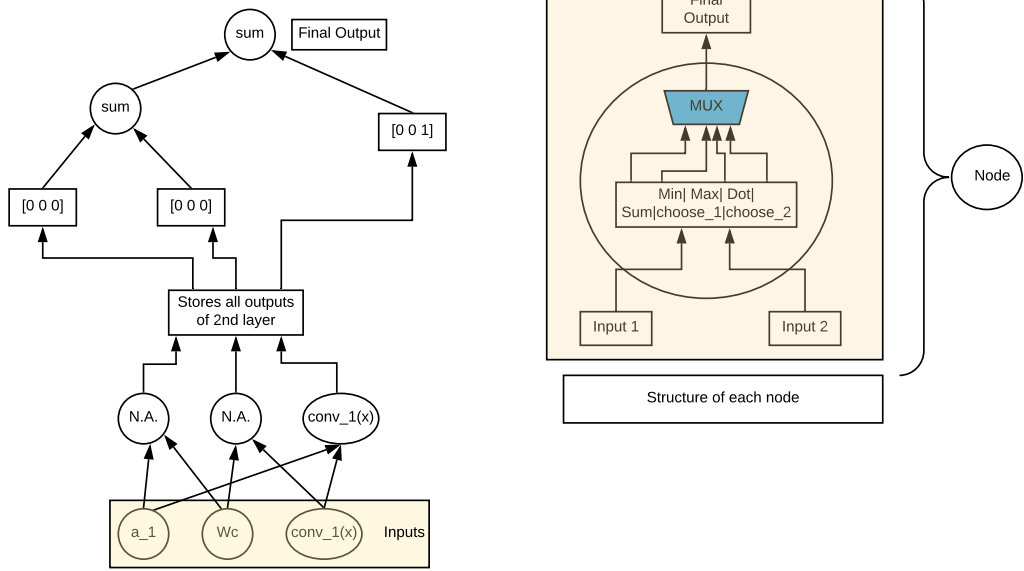 sum
Final Output
sum
[0 0 1]
[0 0 0]
[0 0 0]
Stores all outputs
of 2nd layer
N.A.
N.A.
conv_1(x)
a_1
Wc
conv_1(x)
Inputs
Final
Output
MUX
Min| Max| Dot|
Sum|choose_1|choose_2
Input 1
Input 2
Structure of each node
Node